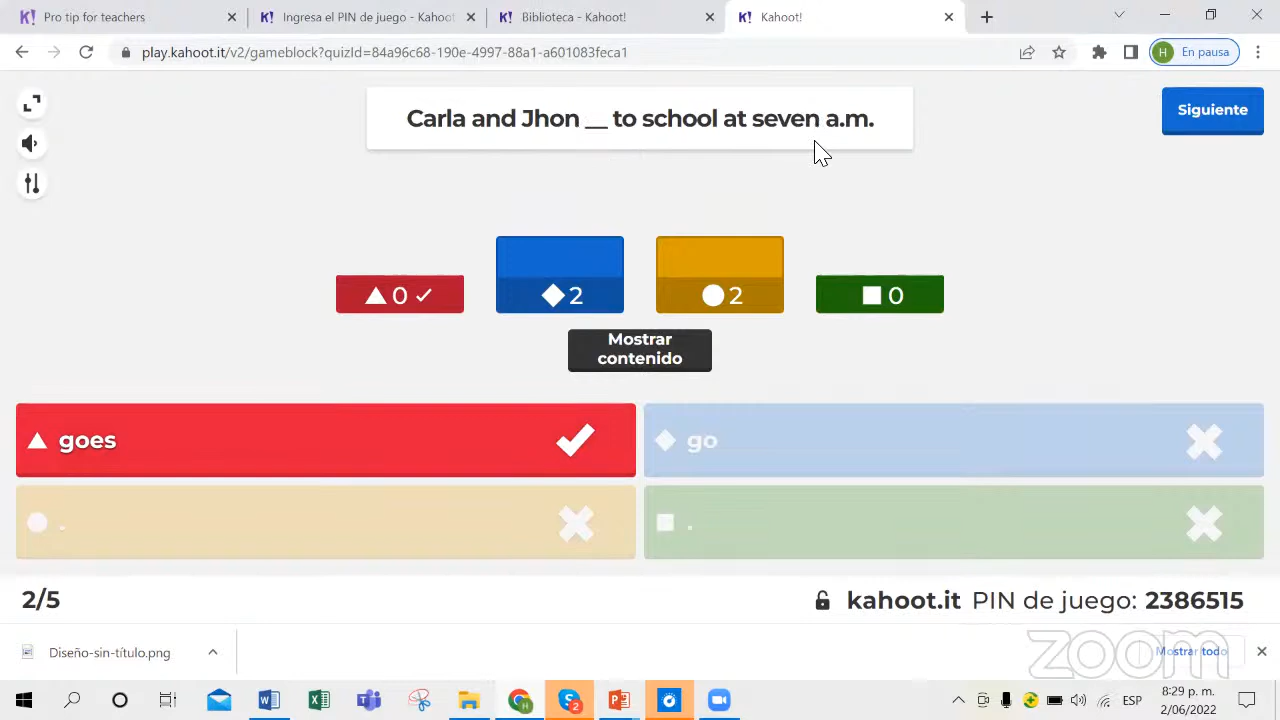 Pro tip for teachers
Ingresa el PIN de juego - Kahoot!
Biblioteca - Kahoot!
Kahoot!
play.kahoot.it/v2/gameblock?quizId=84a96c68-190e-4997-88a1-a601083feca1
H
En pausa
Carla and Jhon __ to school at seven a.m.
Siguiente
0
2
2
0
Mostrar
contenido
goes
go
.
.
2/5
kahoot.it PIN de juego: 2386515
Diseño-sin-título.png
zoom
Mostrar todo
ESP
8:29 p. m.
2/06/2022